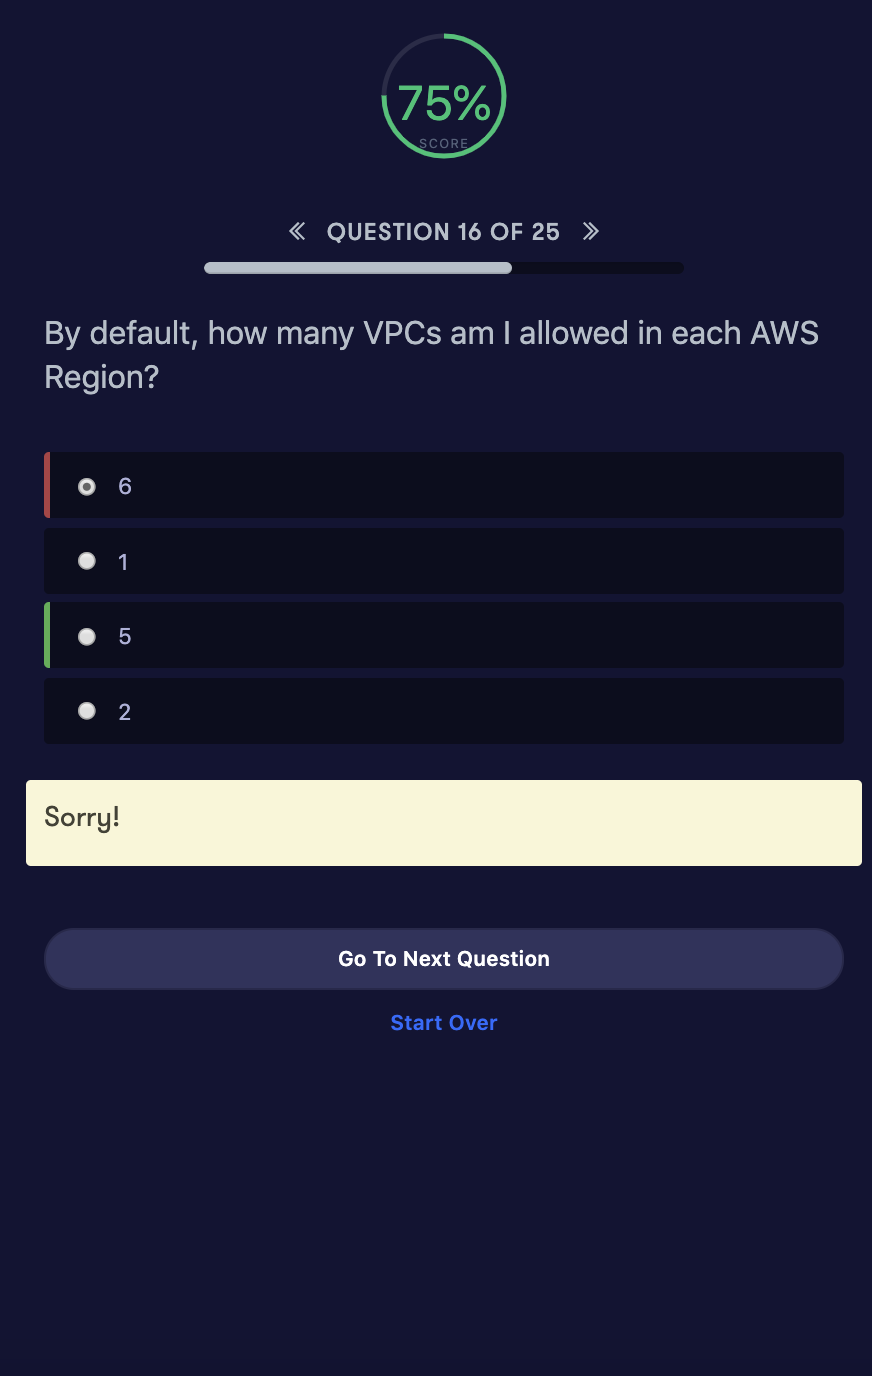 75%
SCORE
QUESTION 16 OF 25
By default, how many VPCs am I allowed in each AWS
Region?
6
1
5
2
Sorry!
Go To Next Question
Start Over